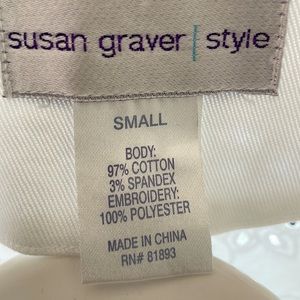 susan graver | style
SMALL
BODY:
97% COTTON
3% SPANDEX
EMBROIDERY:
100% POLYESTER
MADE IN CHINA
RN# 81893